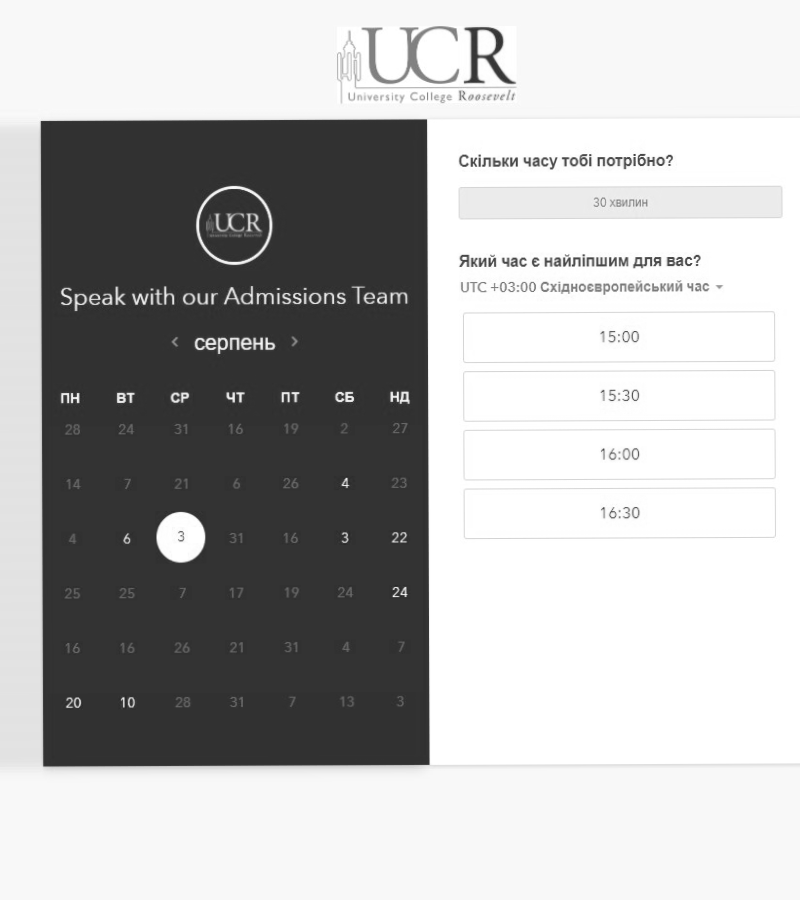 UCR
University College Roosevelt
UCR
Speak with our Admissions Team
< серпень >
ПН ВТ СР ЧТ ПТ СБ НД
28 24 31 16 19 2 27
14 7 21 6 26 4 23
4 6 3 31 16 3 22
25 25 7 17 19 24 24
16 16 26 21 31 4 7
20 10 28 31 7 13 3
Скільки часу тобі потрібно?
30 хвилин
Який час є найліпшим для вас?
UTC +03:00 Східноєвропейський час
15:00
15:30
16:00
16:30